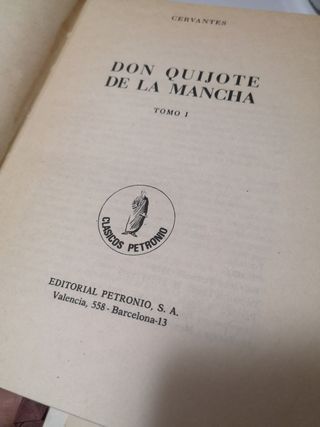 CERVANTES
DON QUIJOTE
DE LA MANCHA
TOMO I
CLASICOS PETRONIO
EDITORIAL PETRONIO, S. A.
Valencia, 558 - Barcelona-13